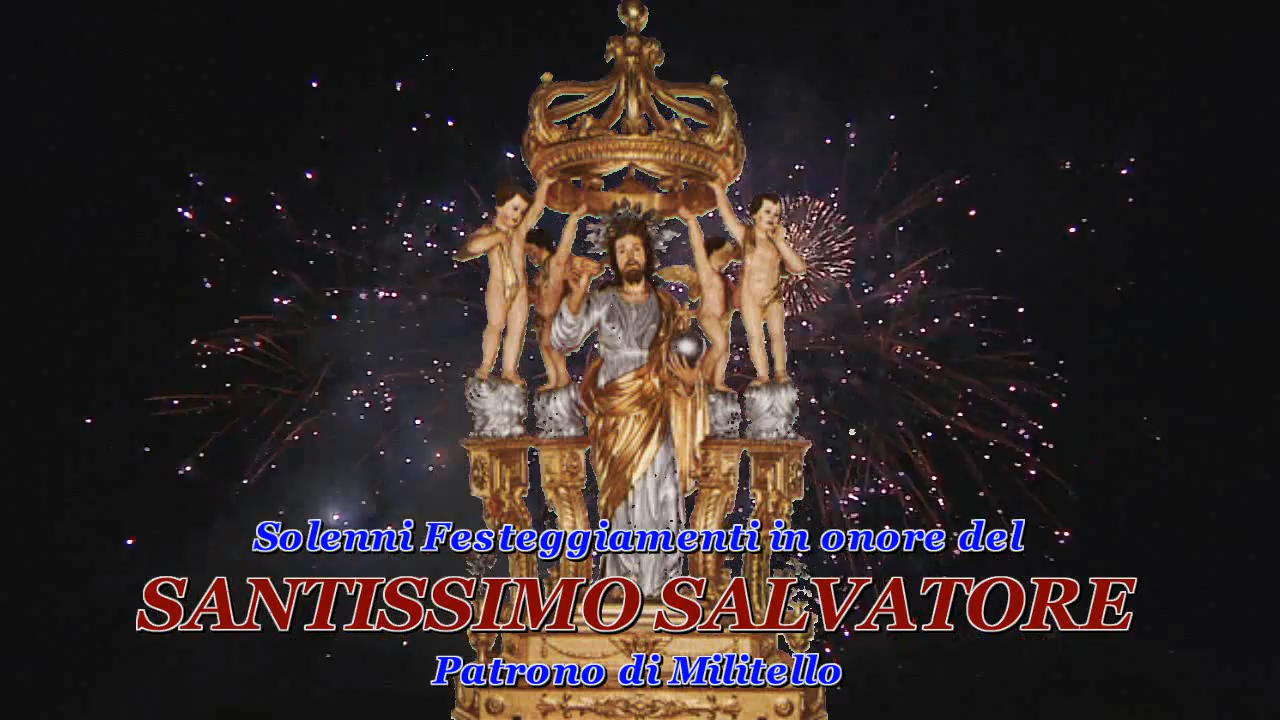 Solenni Festeggiamenti in onore del
SANTISSIMO SALVATORE
Patrono di Militello